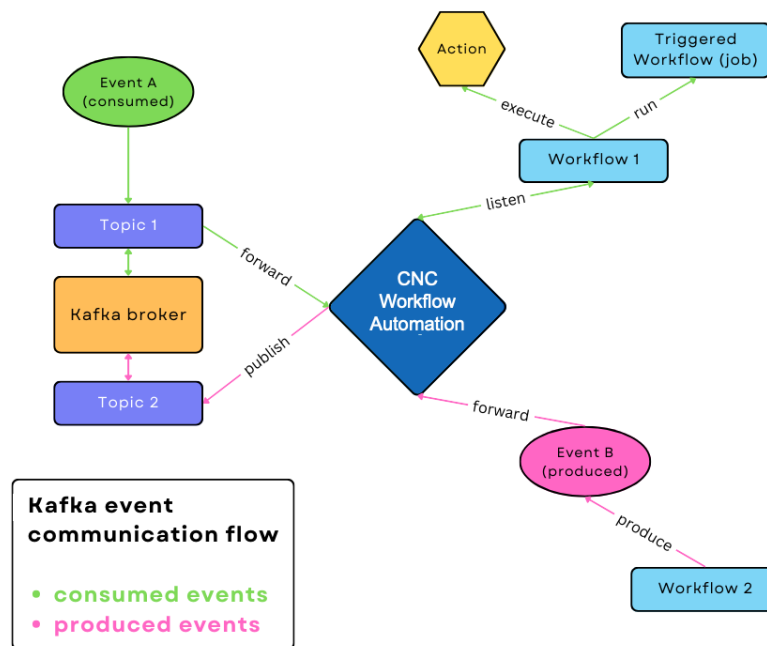 Action
Triggered
Workflow (job)
Event A
(consumed)
execute
run
Workflow 1
listen
Topic 1
forward
CNC
Workflow
Automation
Kafka broker
publish
Topic 2
forward
Event B
(produced)
Kafka event
communication flow
produce
• consumed events
• produced events
Workflow 2